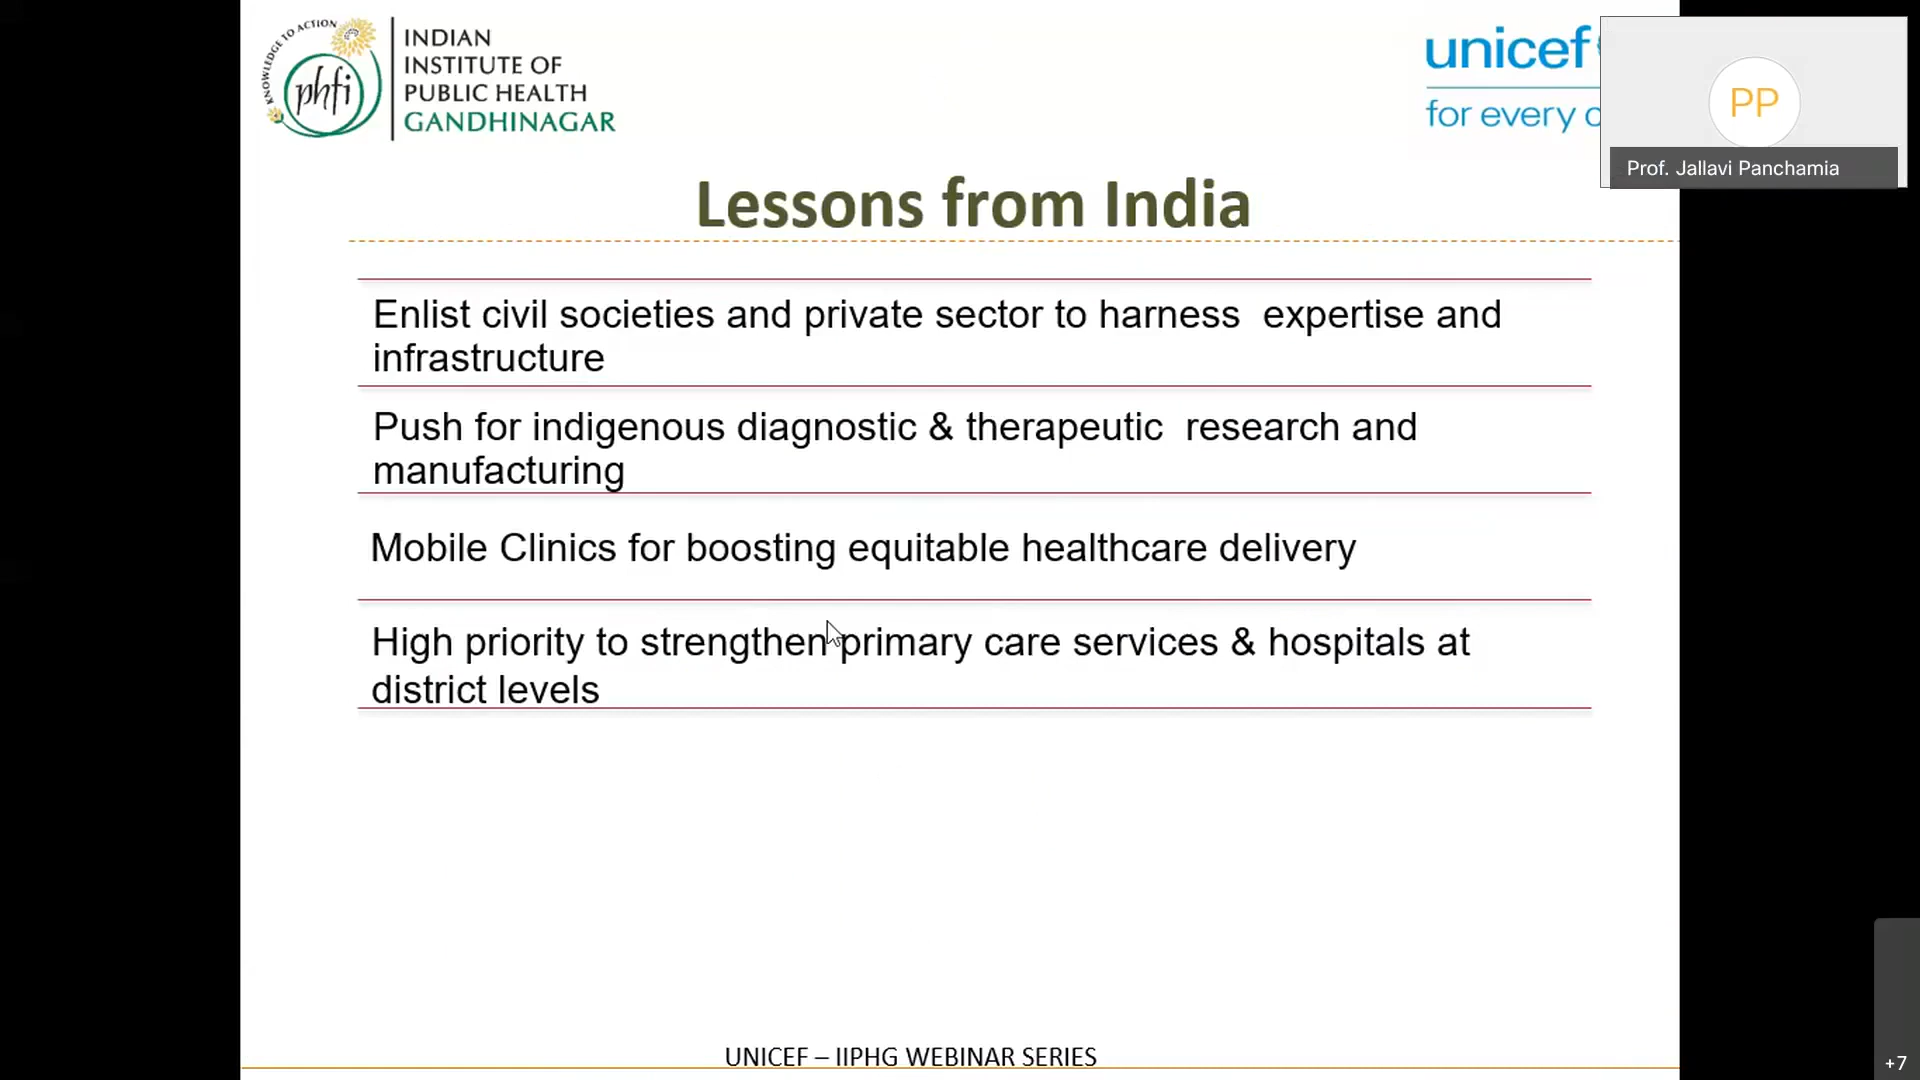 KNOWLEDGE TO ACTION
phfi
INDIAN
INSTITUTE OF
PUBLIC HEALTH
GANDHINAGAR
unicef
for every c
PP
Prof. Jallavi Panchamia
Lessons from India
Enlist civil societies and private sector to harness  expertise and
infrastructure
Push for indigenous diagnostic & therapeutic  research and
manufacturing
Mobile Clinics for boosting equitable healthcare delivery
High priority to strengthen primary care services & hospitals at
district levels
UNICEF – IIPHG WEBINAR SERIES
+7